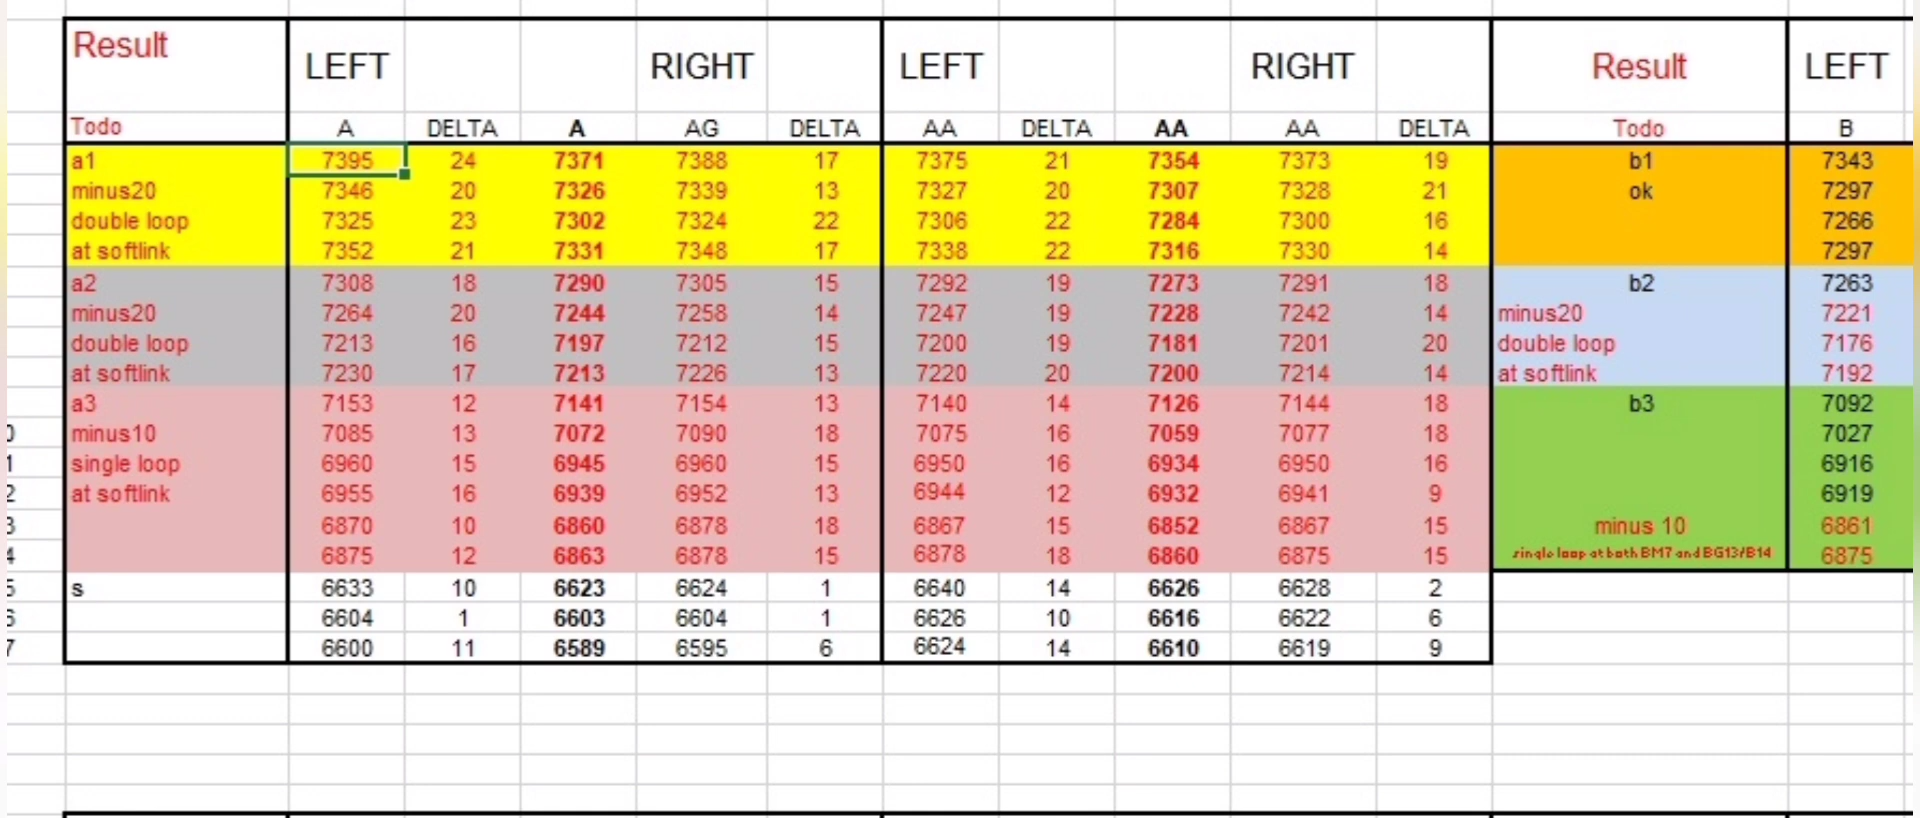 Result LEFT RIGHT LEFT RIGHT Result LEFT
Todo A DELTA A AG DELTA AA DELTA AA AA DELTA Todo B
a1 7395 24 7371 7388 17 7375 21 7354 7373 19 b1 7343
minus20 7346 20 7326 7339 13 7327 20 7307 7328 21 ok 7297
double loop 7325 23 7302 7324 22 7306 22 7284 7300 16 7266
at softlink 7352 21 7331 7348 17 7338 22 7316 7330 14 7297
a2 7308 18 7290 7305 15 7292 19 7273 7291 18 b2 7263
minus20 7264 20 7244 7258 14 7247 19 7228 7242 14 minus20 7221
double loop 7213 16 7197 7212 15 7200 19 7181 7201 20 double loop 7176
at softlink 7230 17 7213 7226 13 7220 20 7200 7214 14 at softlink 7192
a3 7153 12 7141 7154 13 7140 14 7126 7144 18 b3 7092
minus10 7085 13 7072 7090 18 7075 16 7059 7077 18 7027
single loop 6960 15 6945 6960 15 6950 16 6934 6950 16 6916
at softlink 6955 16 6939 6952 13 6944 12 6932 6941 9 6919
6870 10 6860 6878 18 6867 15 6852 6867 15 minus 10 6861
6875 12 6863 6878 15 6878 18 6860 6875 15 single loop at both BM7 and BG13/B14 6875
s 6633 10 6623 6624 1 6640 14 6626 6628 2
6604 1 6603 6604 1 6626 10 6616 6622 6
6600 11 6589 6595 6 6624 14 6610 6619 9